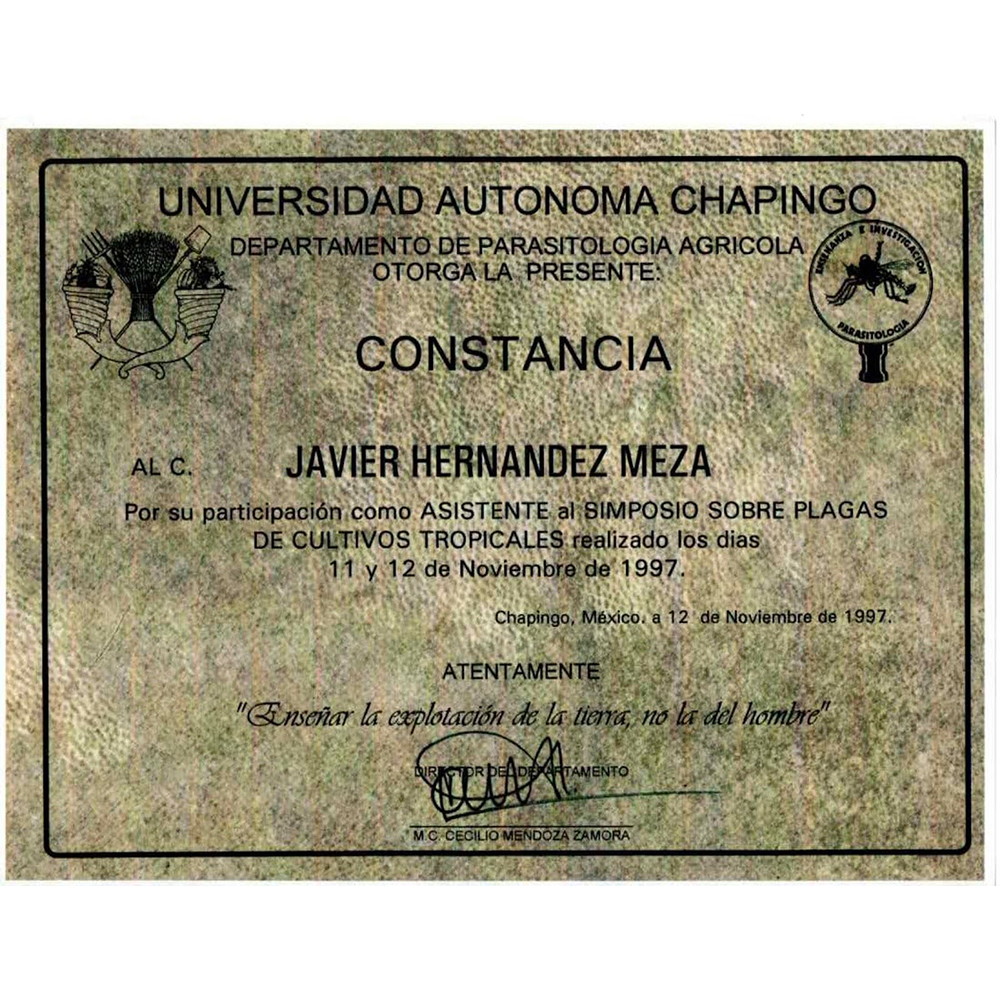 UNIVERSIDAD AUTONOMA CHAPINGO
DEPARTAMENTO DE PARASITOLOGIA AGRICOLA
OTORGA LA PRESENTE:
ENSEÑANZA E INVESTIGACION
PARASITOLOGIA
CONSTANCIA
AL C. JAVIER HERNANDEZ MEZA
Por su participación como ASISTENTE al SIMPOSIO SOBRE PLAGAS
DE CULTIVOS TROPICALES realizado los dias
11 y 12 de Noviembre de 1997.
Chapingo, México. a 12 de Noviembre de 1997.
ATENTAMENTE
"Enseñar la explotación de la tierra, no la del hombre"
DIRECTOR DEL DEPARTAMENTO
M.C. CECILIO MENDOZA ZAMORA